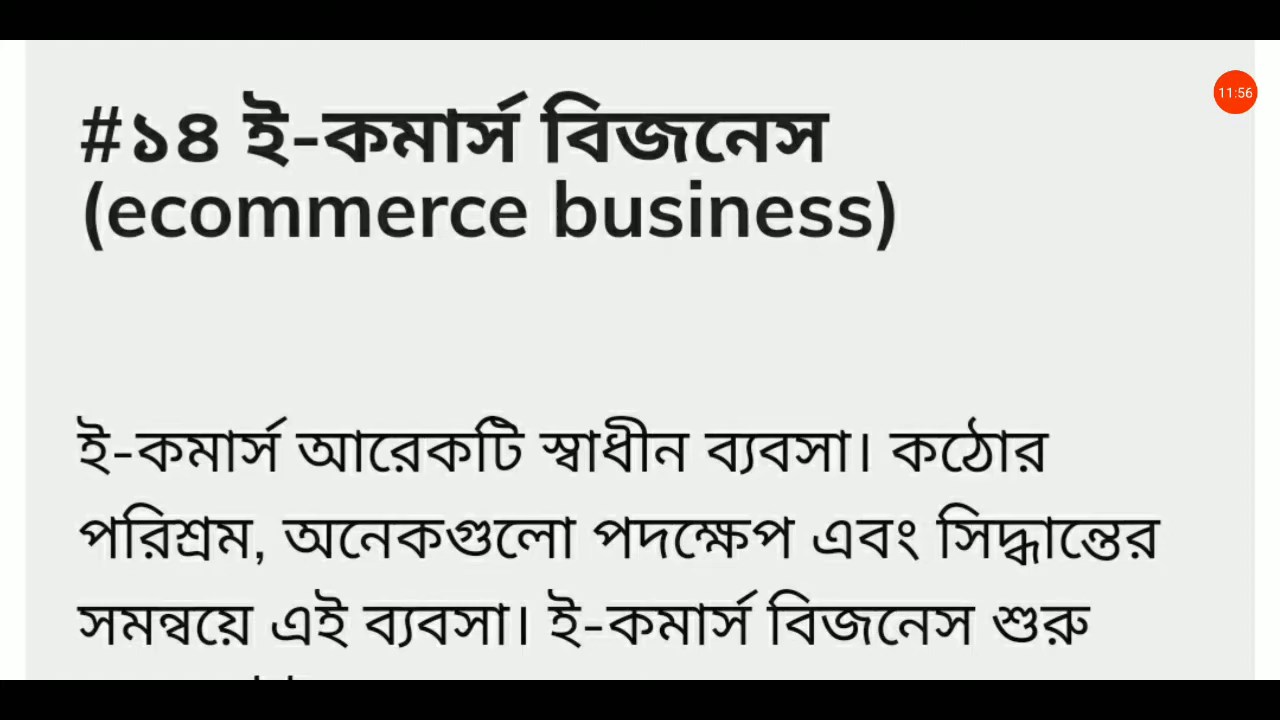 #১৪ ই-কমার্স বিজনেস
(ecommerce business)
11:56
ই-কমার্স আরেকটি স্বাধীন ব্যবসা। কঠোর
পরিশ্রম, অনেকগুলো পদক্ষেপ এবং সিদ্ধান্তের
সমন্বয়ে এই ব্যবসা। ই-কমার্স বিজনেস শুরু